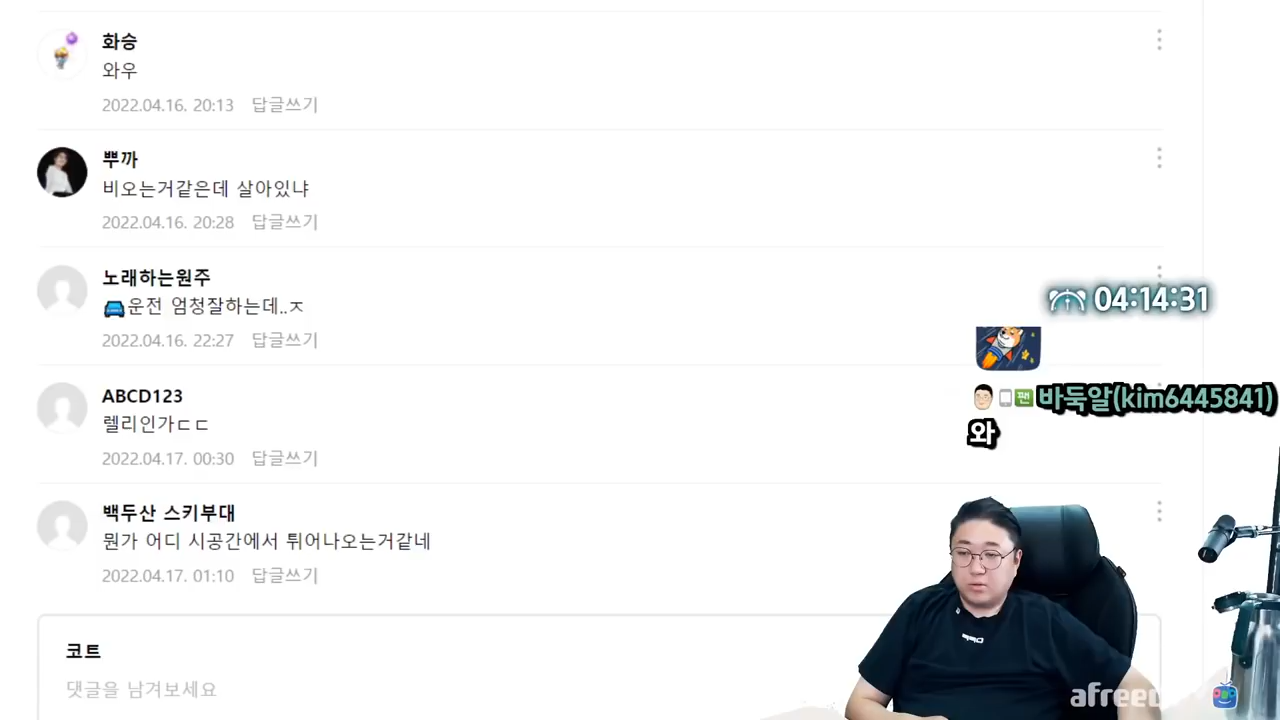 화승
와우
2022.04.16. 20:13 답글쓰기
뿌까
비오는거같은데 살아있냐
2022.04.16. 20:28 답글쓰기
노래하는원주
운전 엄청잘하는데..ㅈ
2022.04.16. 22:27 답글쓰기
04:14:31
ABCD123
렐리인가ㄷㄷ
2022.04.17. 00:30 답글쓰기
팬 바둑알(kim6445841)
와
백두산 스키부대
뭔가 어디 시공간에서 튀어나오는거같네
2022.04.17. 01:10 답글쓰기
코트
댓글을 남겨보세요